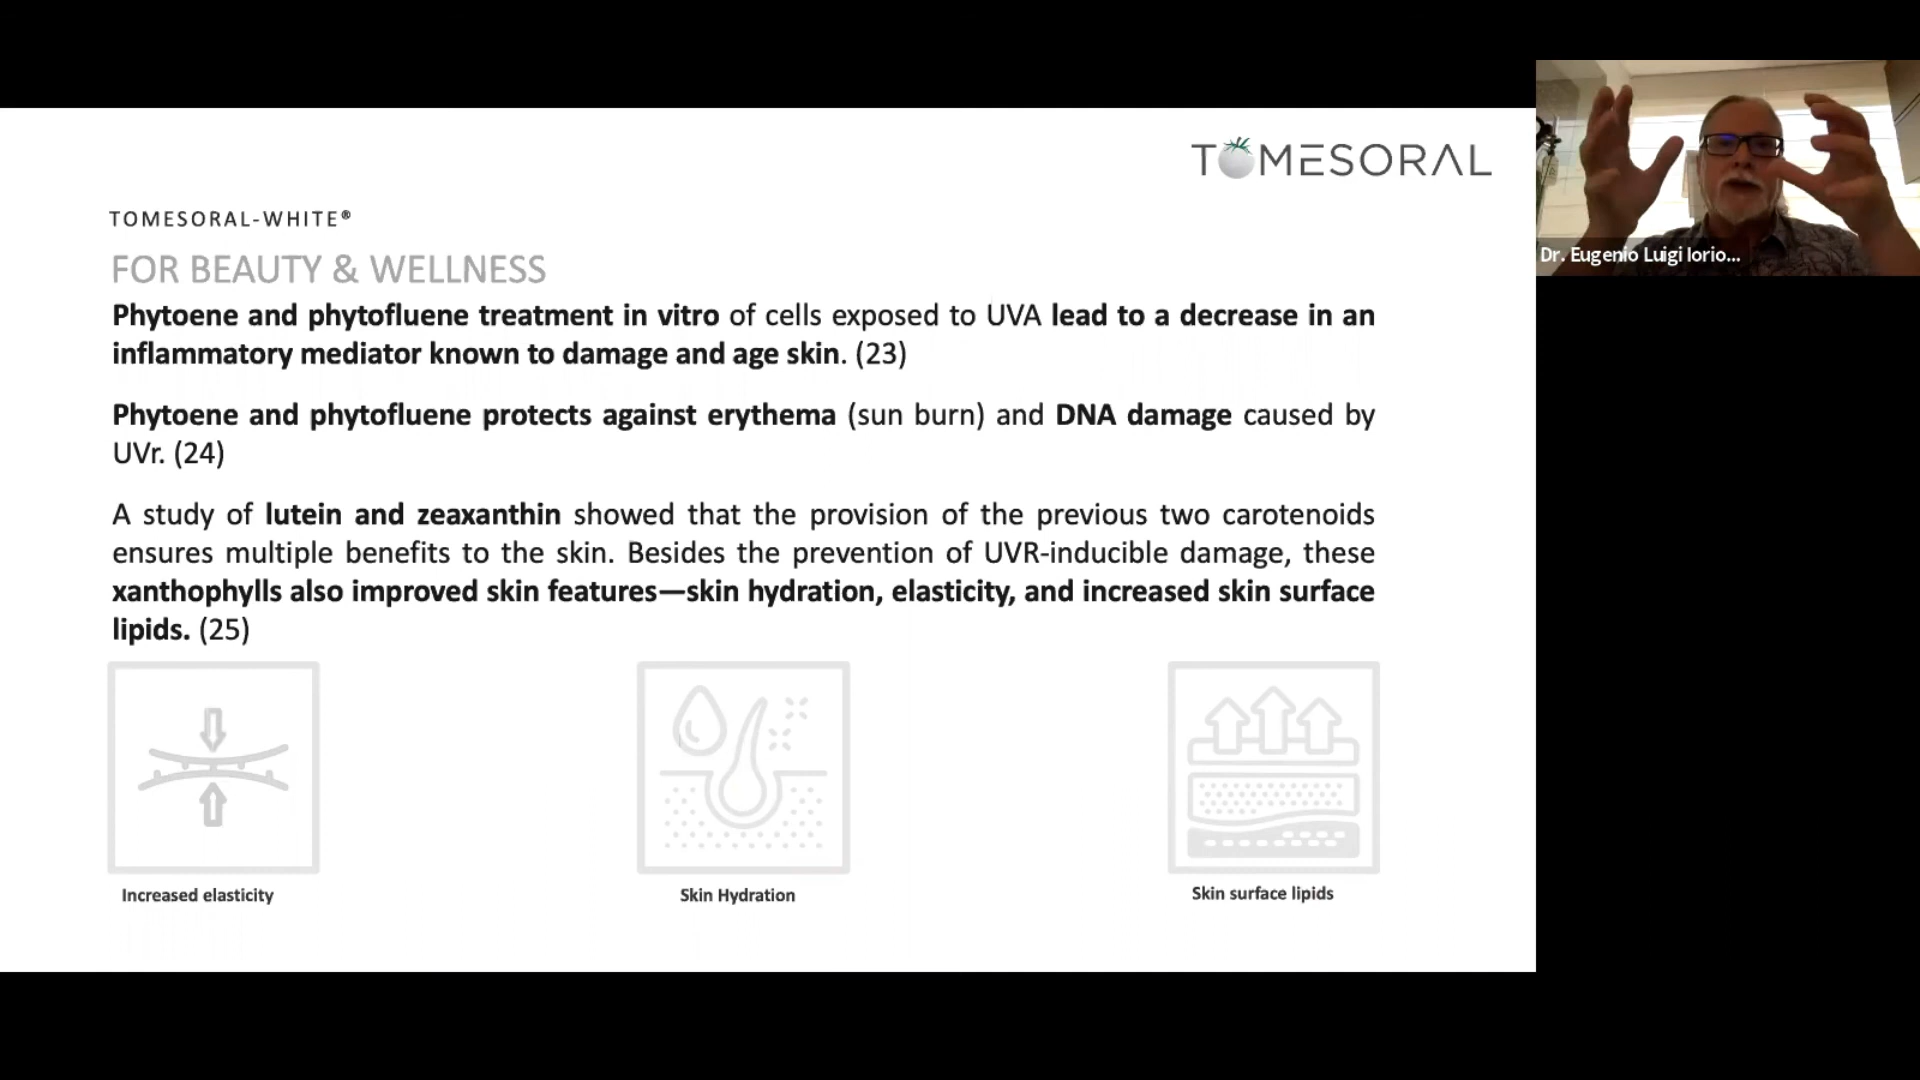 TOMESORAL
TOMESORAL-WHITE®
FOR BEAUTY & WELLNESS
Phytoene and phytofluene treatment in vitro of cells exposed to UVA lead to a decrease in an
inflammatory mediator known to damage and age skin. (23)
Phytoene and phytofluene protects against erythema (sun burn) and DNA damage caused by
UVr. (24)
A study of lutein and zeaxanthin showed that the provision of the previous two carotenoids
ensures multiple benefits to the skin. Besides the prevention of UVR-inducible damage, these
xanthophylls also improved skin features—skin hydration, elasticity, and increased skin surface
lipids. (25)
Increased elasticity
Skin Hydration
Skin surface lipids
Dr. Eugenio Luigi Iorio...